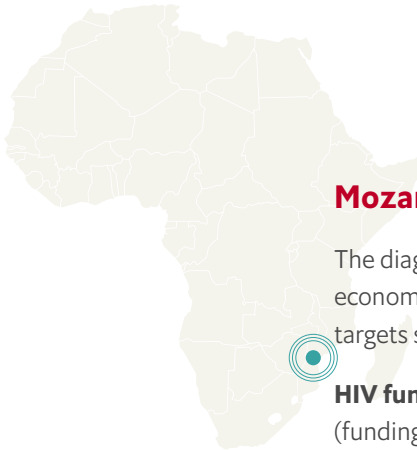 Mozar
The diag
econom
targets s
HIV fun
(funding